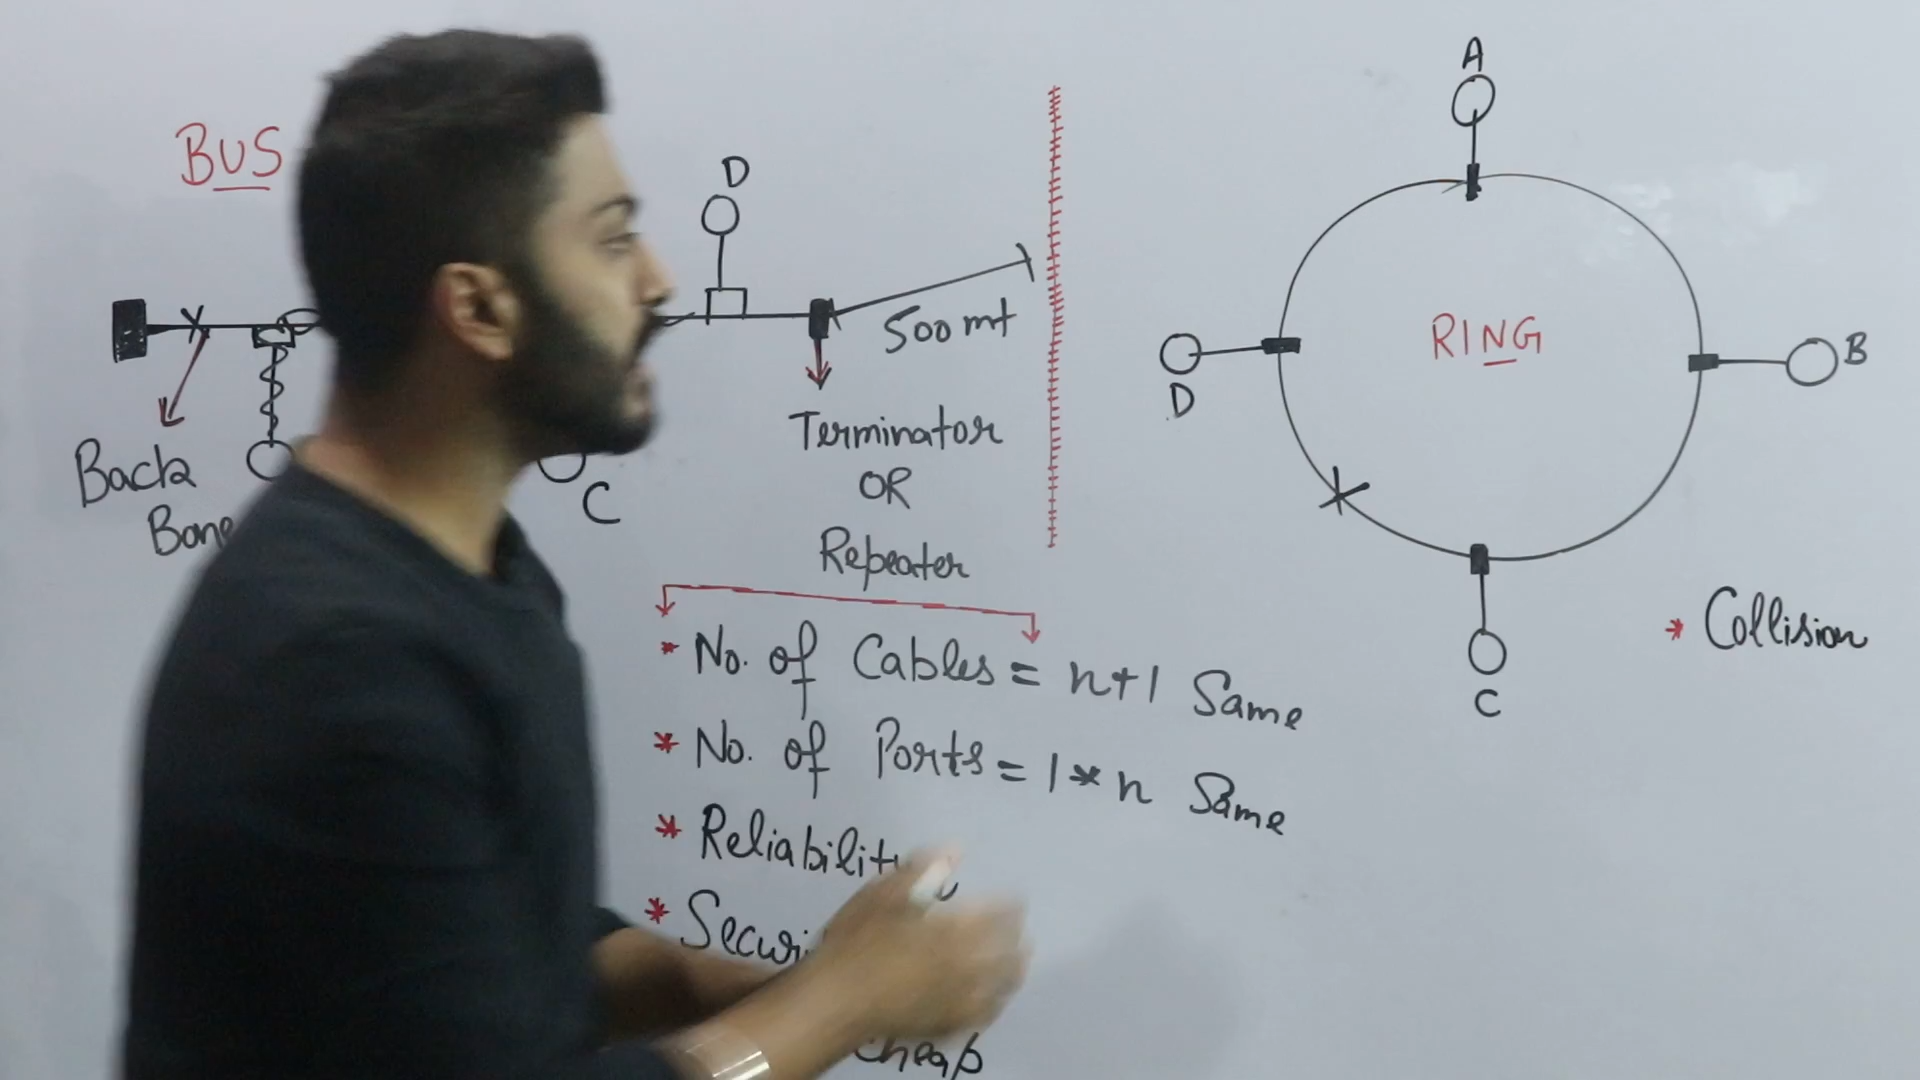 BUS
D
500 mt
Back
Bone
C
Terminator
OR
Repeater
* No. of Cables = n+1 Same
* No. of Ports = 1 * n Same
* Reliability
*
Cheap
A
RING
B
D
C
* Collision